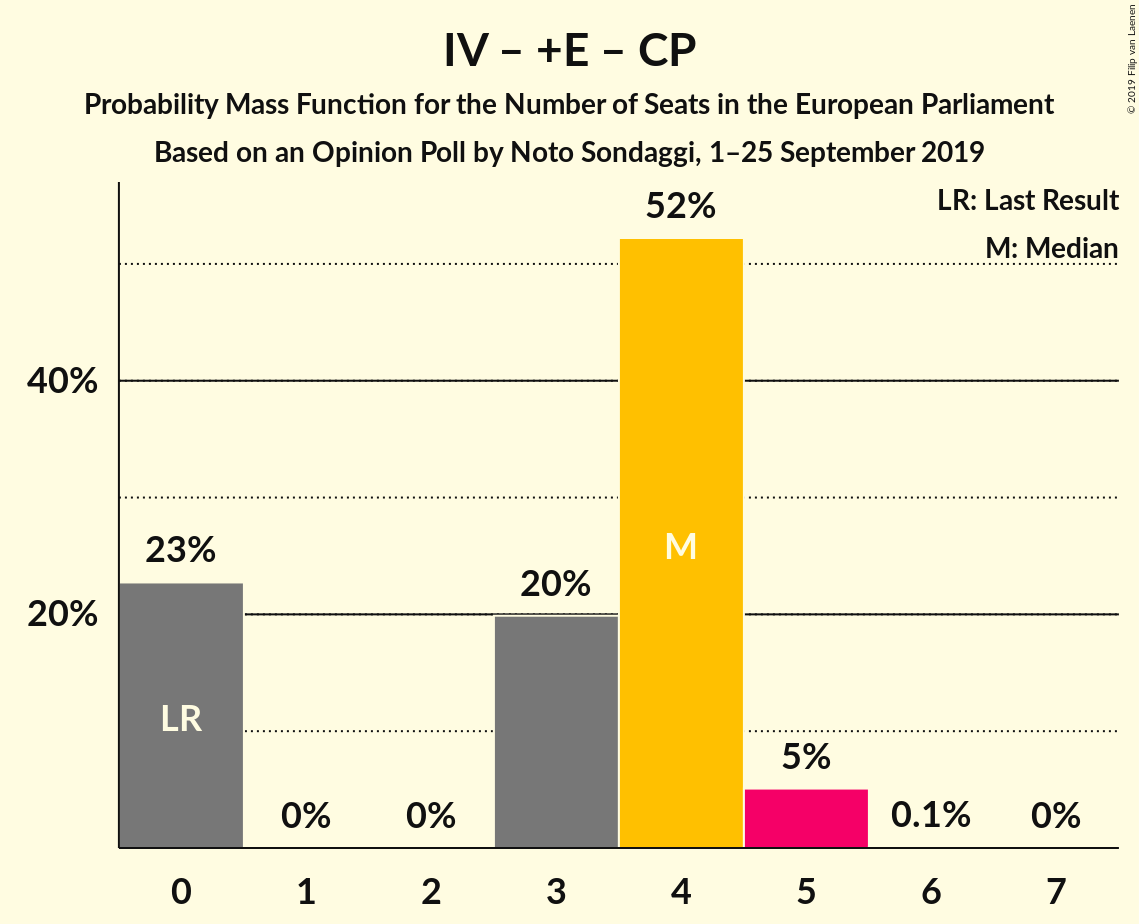 IV – +E – CP
Probability Mass Function for the Number of Seats in the European Parliament
Based on an Opinion Poll by Noto Sondaggi, 1–25 September 2019
© 2019 Filip van Laenen
LR: Last Result
M: Median
52%
40%
23%
20%
20%
M
LR
5%
0%
0%
0.1%
0%
0 1 2 3 4 5 6 7